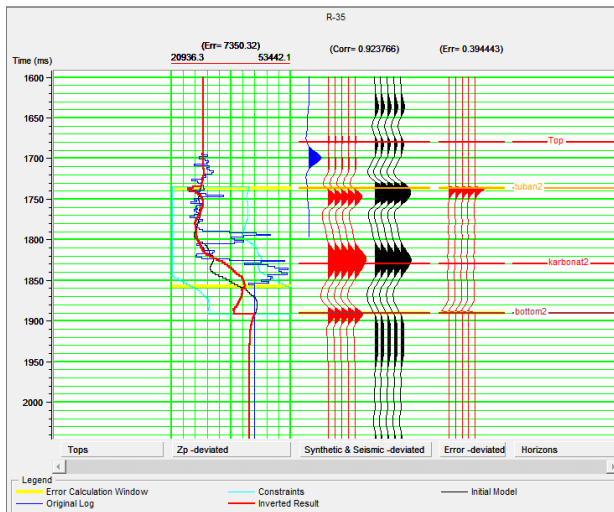 R-35
(Err= 7350.32)
(Corr= 0.923766)
(Err= 0.394443)
Time (ms)
20936.3 53442.1
1600
1650
Top
1700
tuban2
1750
1800
karbonat2
1850
bottom2
1900
1950
2000
Tops
Zp -deviated
Synthetic & Seismic -deviated
Error -deviated
Horizons
Legend
Error Calculation Window
Constraints
Initial Model
Original Log
Inverted Result